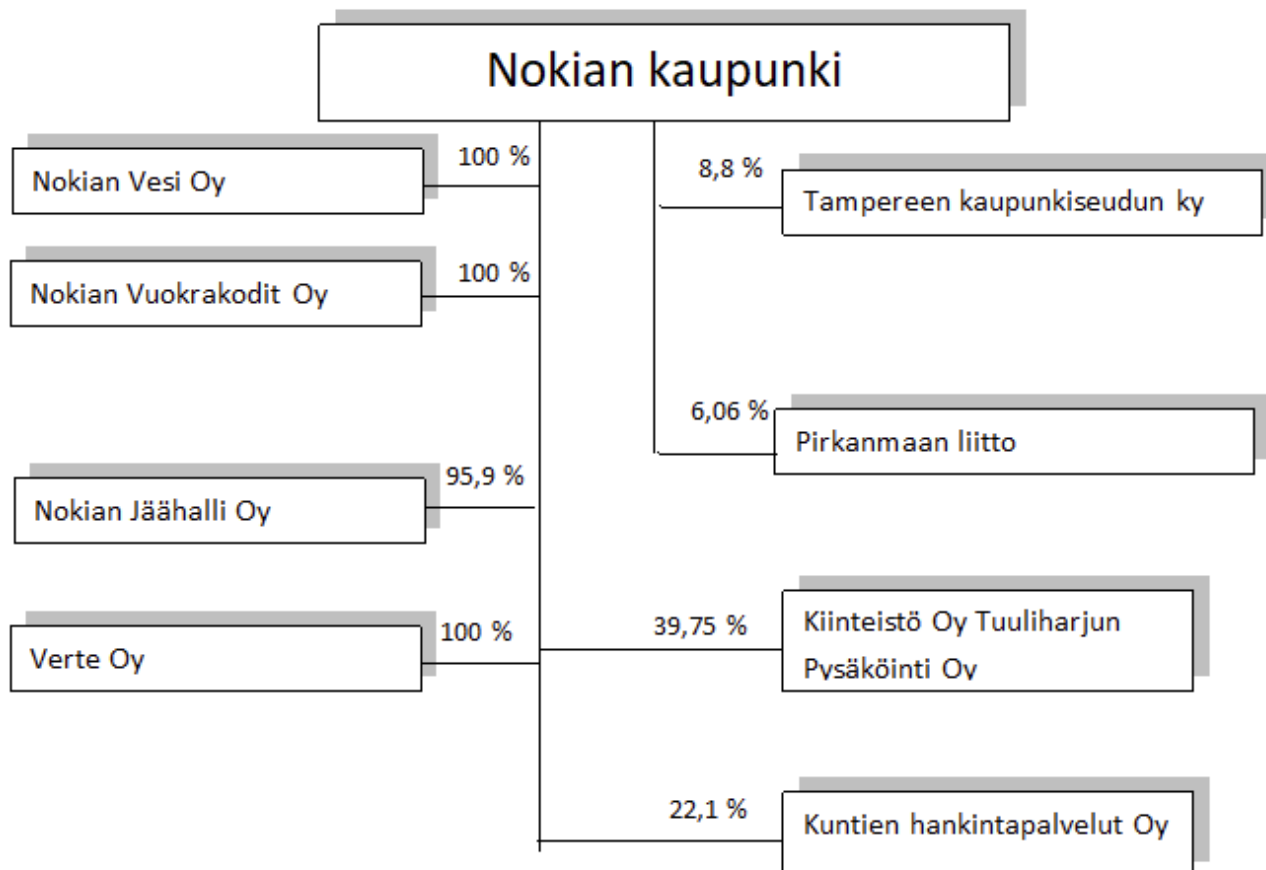 Nokian kaupunki
100 %
Nokian Vesi Oy
8,8 %
Tampereen kaupunkiseudun ky
100 %
Nokian Vuokrakodit Oy
6,06 %
Pirkanmaan liitto
95,9 %
Nokian Jäähalli Oy
100 %
Verte Oy
39,75 %
Kiinteistö Oy Tuuliharjun
Pysäköinti Oy
22,1 %
Kuntien hankintapalvelut Oy